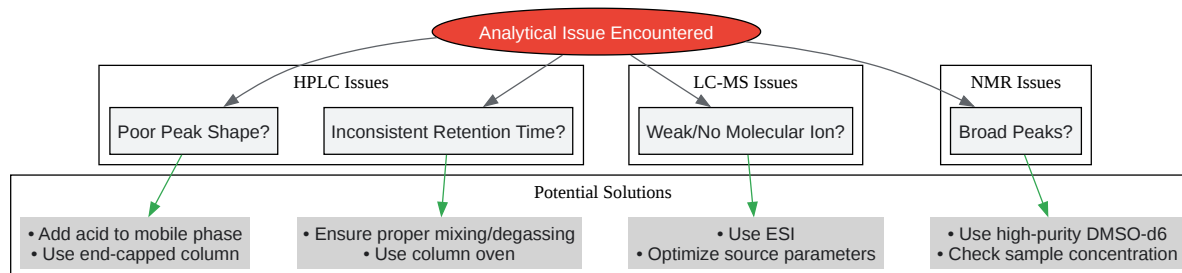 Analytical Issue Encountered
HPLC Issues
LC-MS Issues
NMR Issues
Poor Peak Shape?
Inconsistent Retention Time?
Weak/No Molecular Ion?
Broad Peaks?
Potential Solutions
• Add acid to mobile phase
• Use end-capped column
• Ensure proper mixing/degassing
• Use column oven
• Use ESI
• Optimize source parameters
• Use high-purity DMSO-d6
• Check sample concentration